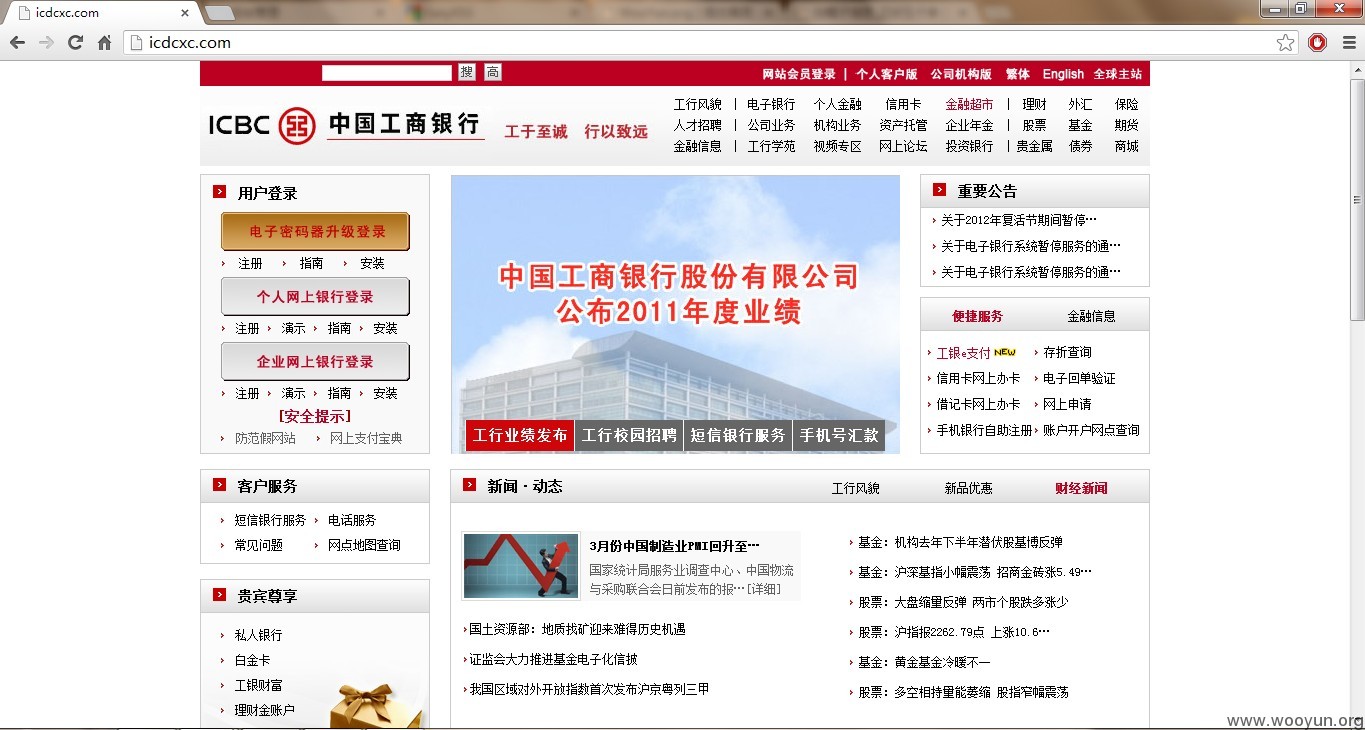 icdcxc.com
icdcxc.com
搜 高
网站会员登录 | 个人客户版 公司机构版 繁体 English 全球主站
ICBC 中国工商银行 工于至诚 行以致远
工行风貌 | 电子银行 个人金融 信用卡 金融超市 | 理财 外汇 保险
人才招聘 | 公司业务 机构业务 资产托管 企业年金 | 股票 基金 期货
金融信息 | 工行学苑 视频专区 网上论坛 投资银行 | 贵金属 债券 商城
用户登录
电子密码器升级登录
注册 指南 安装
个人网上银行登录
注册 演示 指南 安装
企业网上银行登录
注册 演示 指南 安装
[安全提示]
防范假网站 网上支付宝典
中国工商银行股份有限公司
公布2011年度业绩
工行业绩发布 工行校园招聘 短信银行服务 手机号汇款
重要公告
关于2012年复活节期间暂停…
关于电子银行系统暂停服务的通…
关于电子银行系统暂停服务的通…
便捷服务 金融信息
工银e支付 NEW 存折查询
信用卡网上办卡 电子回单验证
借记卡网上办卡 网上申请
手机银行自助注册 账户开户网点查询
客户服务
短信银行服务 电话服务
常见问题 网点地图查询
贵宾尊享
私人银行
白金卡
工银财富
理财金账户
新闻·动态 工行风貌 新品优惠 财经新闻
3月份中国制造业PMI回升至…
国家统计局服务业调查中心、中国物流
与采购联合会日前发布的报…[详细]
国土资源部：地质找矿迎来难得历史机遇
证监会大力推进基金电子化信披
我国区域对外开放指数首次发布沪京粤列三甲
基金：机构去年下半年潜伏股基博反弹
基金：沪深基指小幅震荡 招商金砖涨5.49…
股票：大盘缩量反弹 两市个股跌多涨少
股票：沪指报2262.79点 上涨10.6…
基金：黄金基金冷暖不一
股票：多空相持量能萎缩 股指窄幅震荡
www.wooyun.org